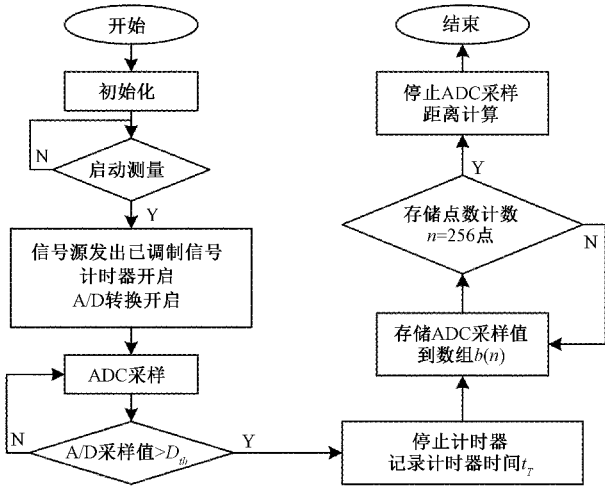 开始
初始化
启动测量
N
Y
信号源发出已调制信号
计时器开启
A/D转换开启
ADC采样
A/D采样值>D_th
N
Y
停止计时器
记录计时器时间t_T
存储ADC采样值
到数组b(n)
存储点数计数
n=256点
N
Y
停止ADC采样
距离计算
结束